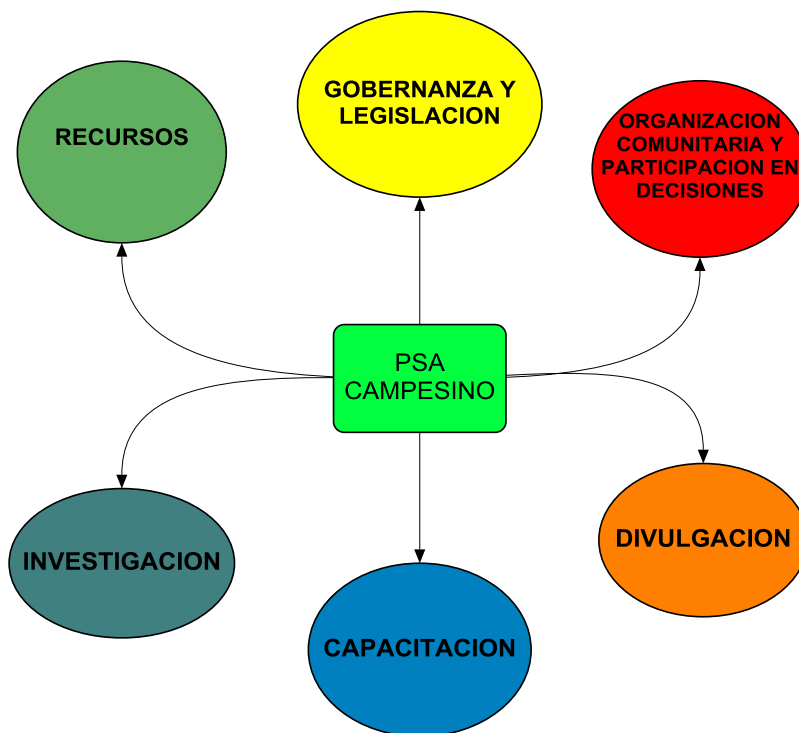 GOBERNANZA Y
LEGISLACION
RECURSOS
ORGANIZACION
COMUNITARIA Y
PARTICIPACION EN
DECISIONES
PSA
CAMPESINO
INVESTIGACION
DIVULGACION
CAPACITACION